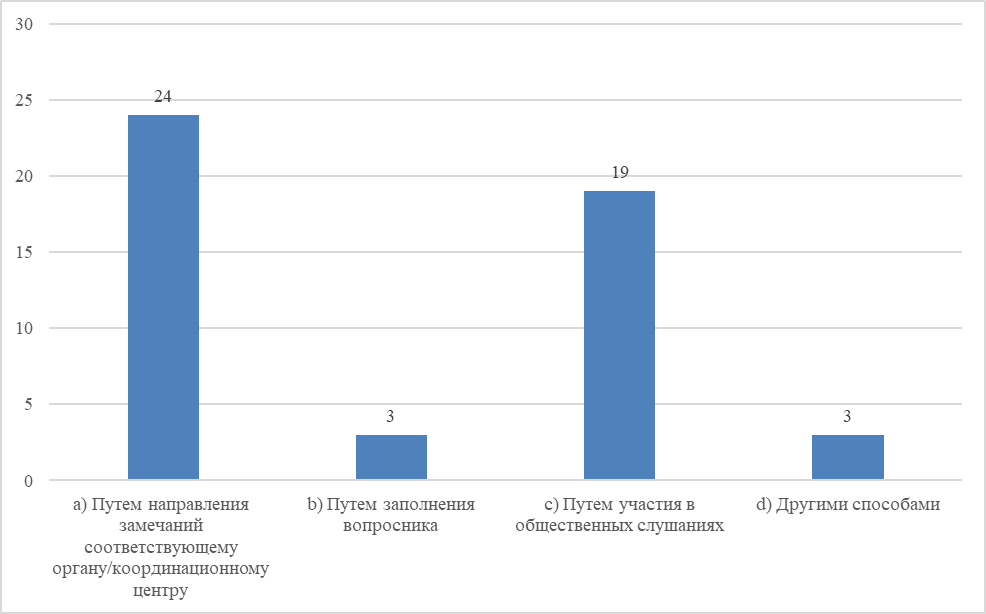 30
25
20
15
10
5
0
24
3
19
3
a) Путем направления
замечаний
соответствующему
органу/координационному
центру
b) Путем заполнения
вопросника
c) Путем участия в
общественных слушаниях
d) Другими способами